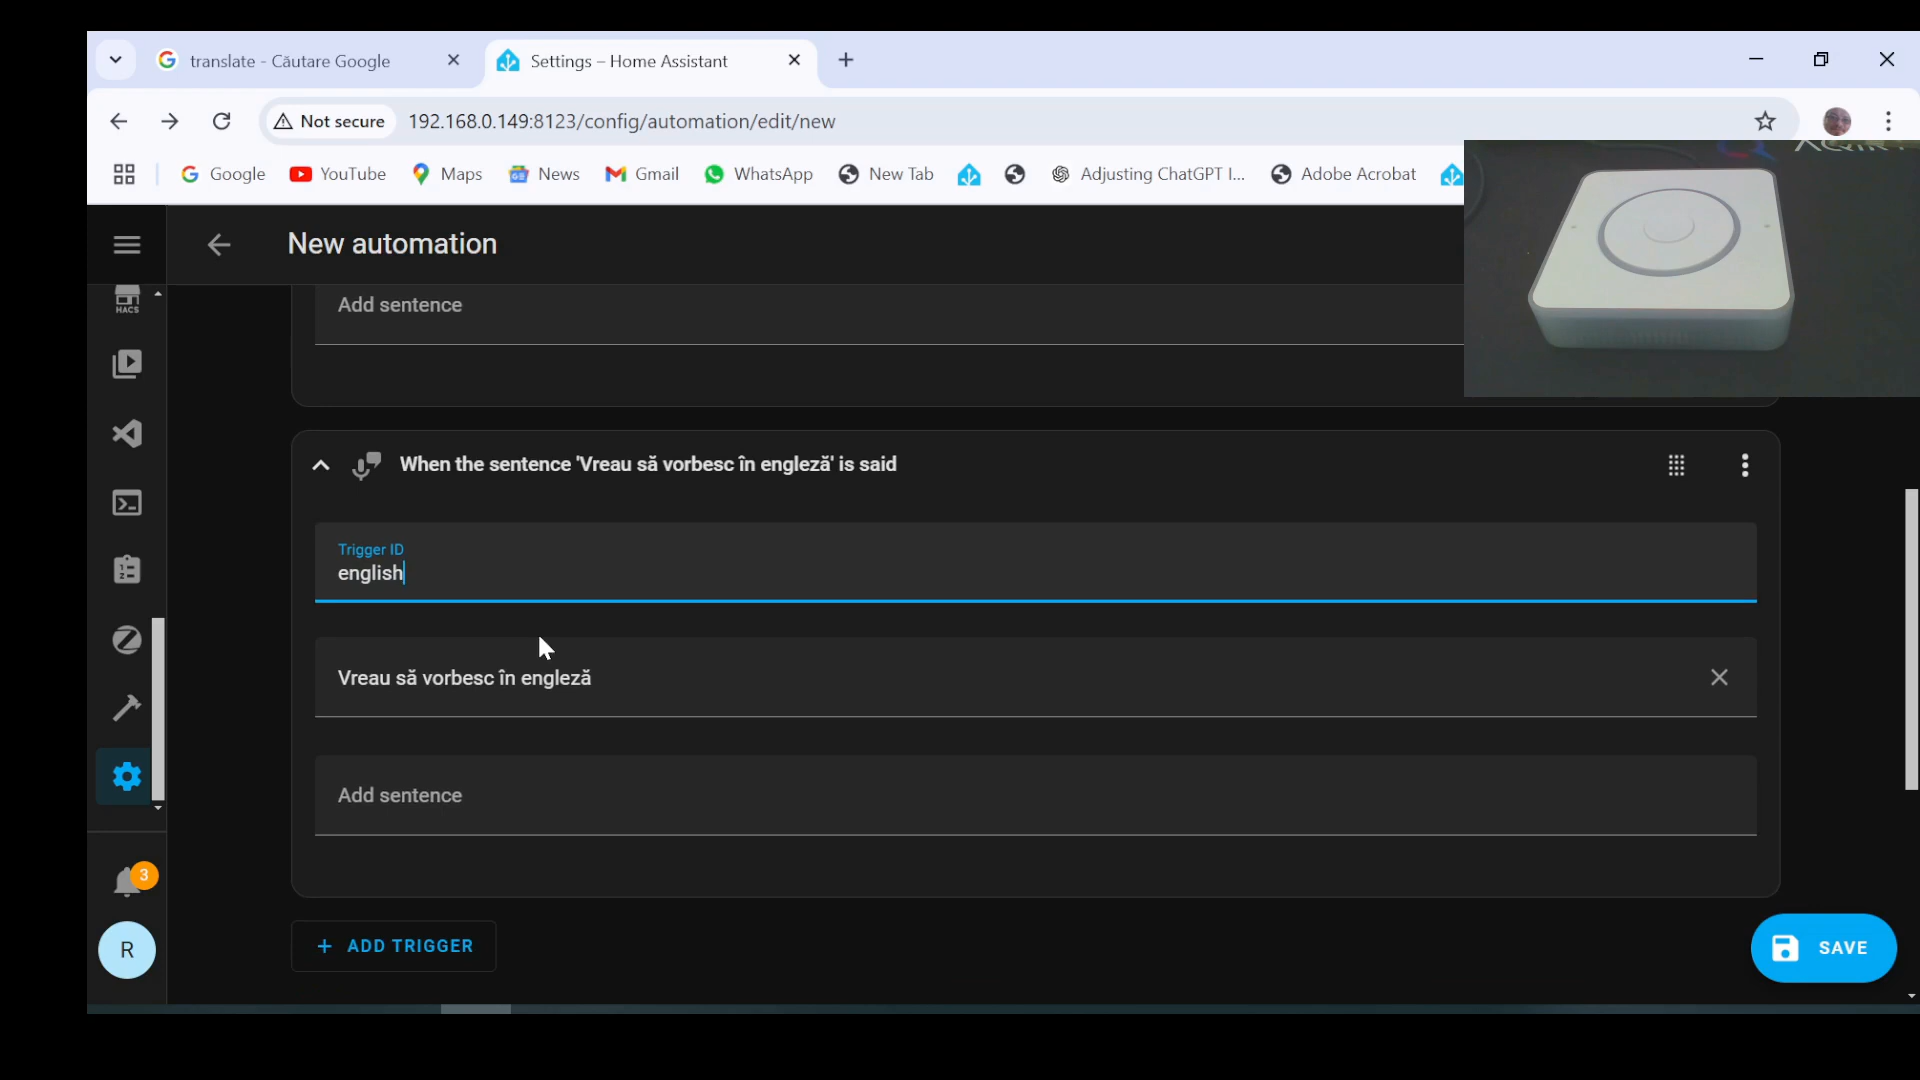 translate - Căutare Google
Settings – Home Assistant
Not secure
192.168.0.149:8123/config/automation/edit/new
Google
YouTube
Maps
News
Gmail
WhatsApp
New Tab
Adjusting ChatGPT I...
Adobe Acrobat
New automation
HACS
Add sentence
When the sentence 'Vreau să vorbesc în engleză' is said
Trigger ID
english
Vreau să vorbesc în engleză
Add sentence
3
R
+ ADD TRIGGER
SAVE